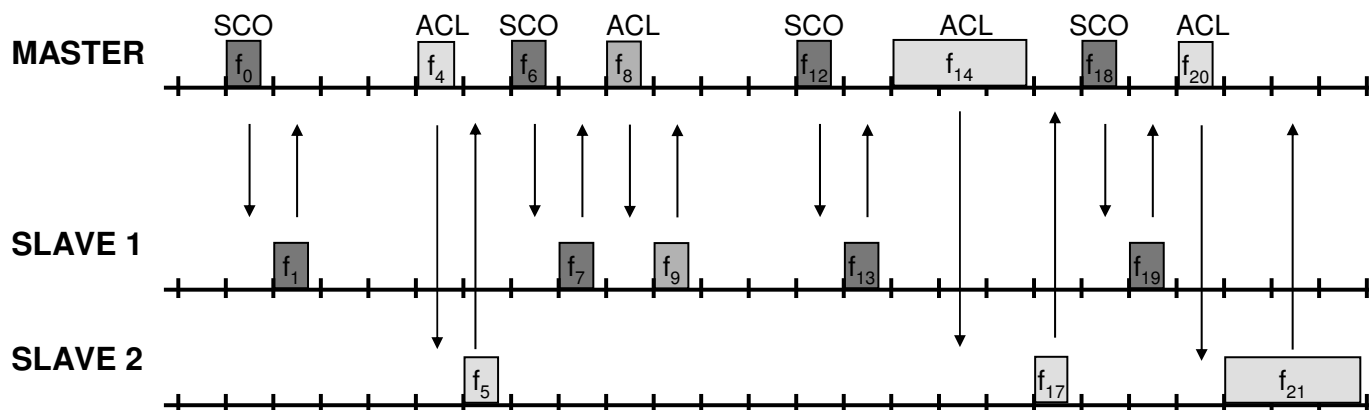 SCO ACL SCO ACL SCO ACL SCO ACL
MASTER f0 f4 f6 f8 f12 f14 f18 f20
SLAVE 1 f1 f7 f9 f13 f19
SLAVE 2 f5 f17 f21